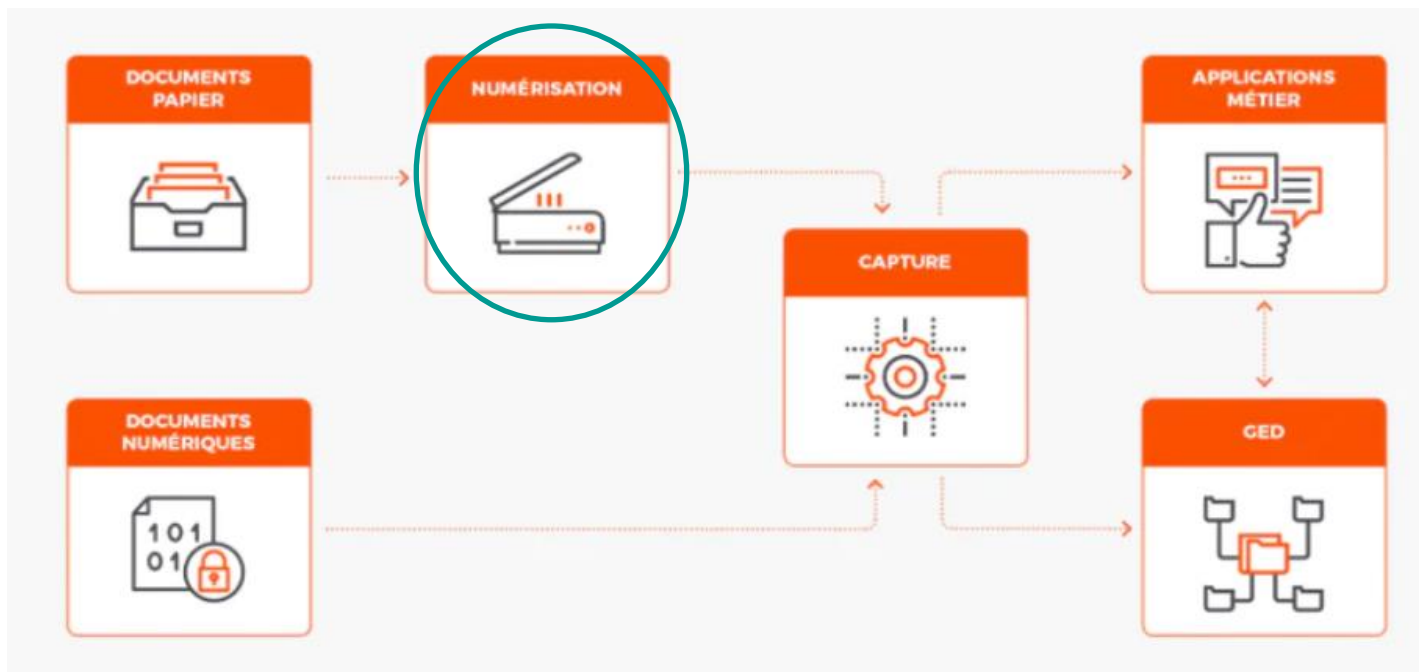 DOCUMENTS
PAPIER
NUMÉRISATION
APPLICATIONS
MÉTIER
CAPTURE
DOCUMENTS
NUMÉRIQUES
101
01
GED